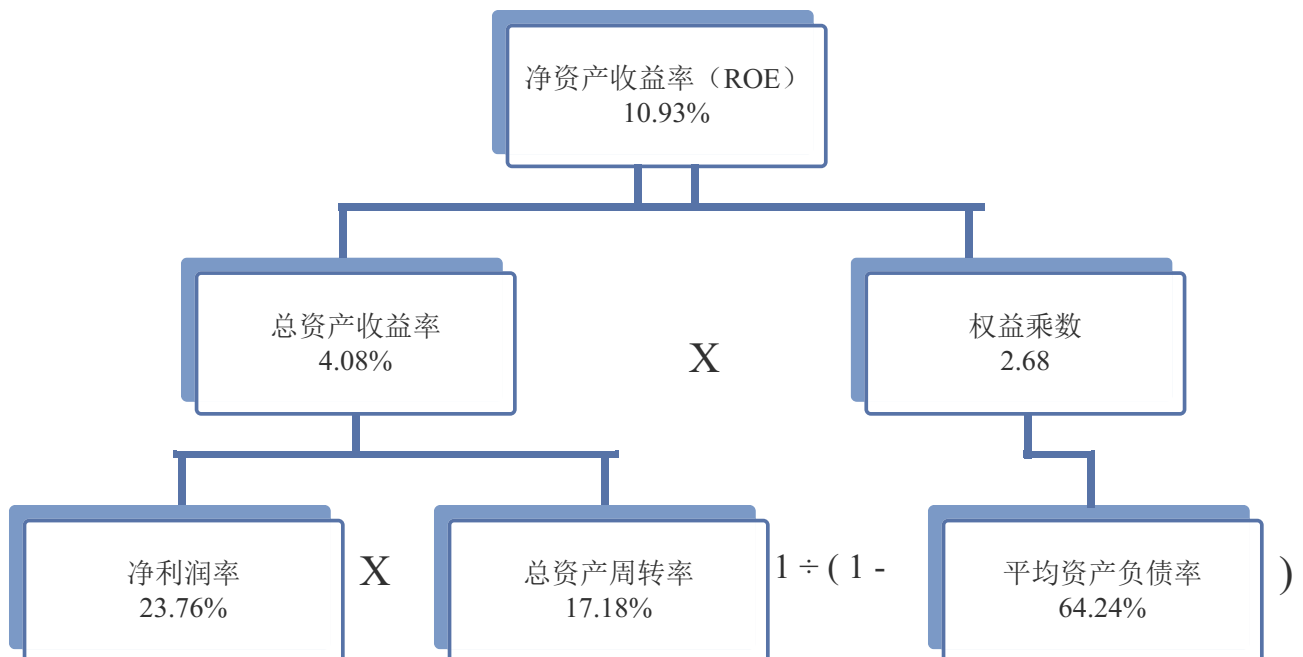 净资产收益率（ROE）
10.93%
总资产收益率
4.08%
X
权益乘数
2.68
净利润率
23.76%
X
总资产周转率
17.18%
1 ÷ ( 1 -
平均资产负债率
64.24%
)